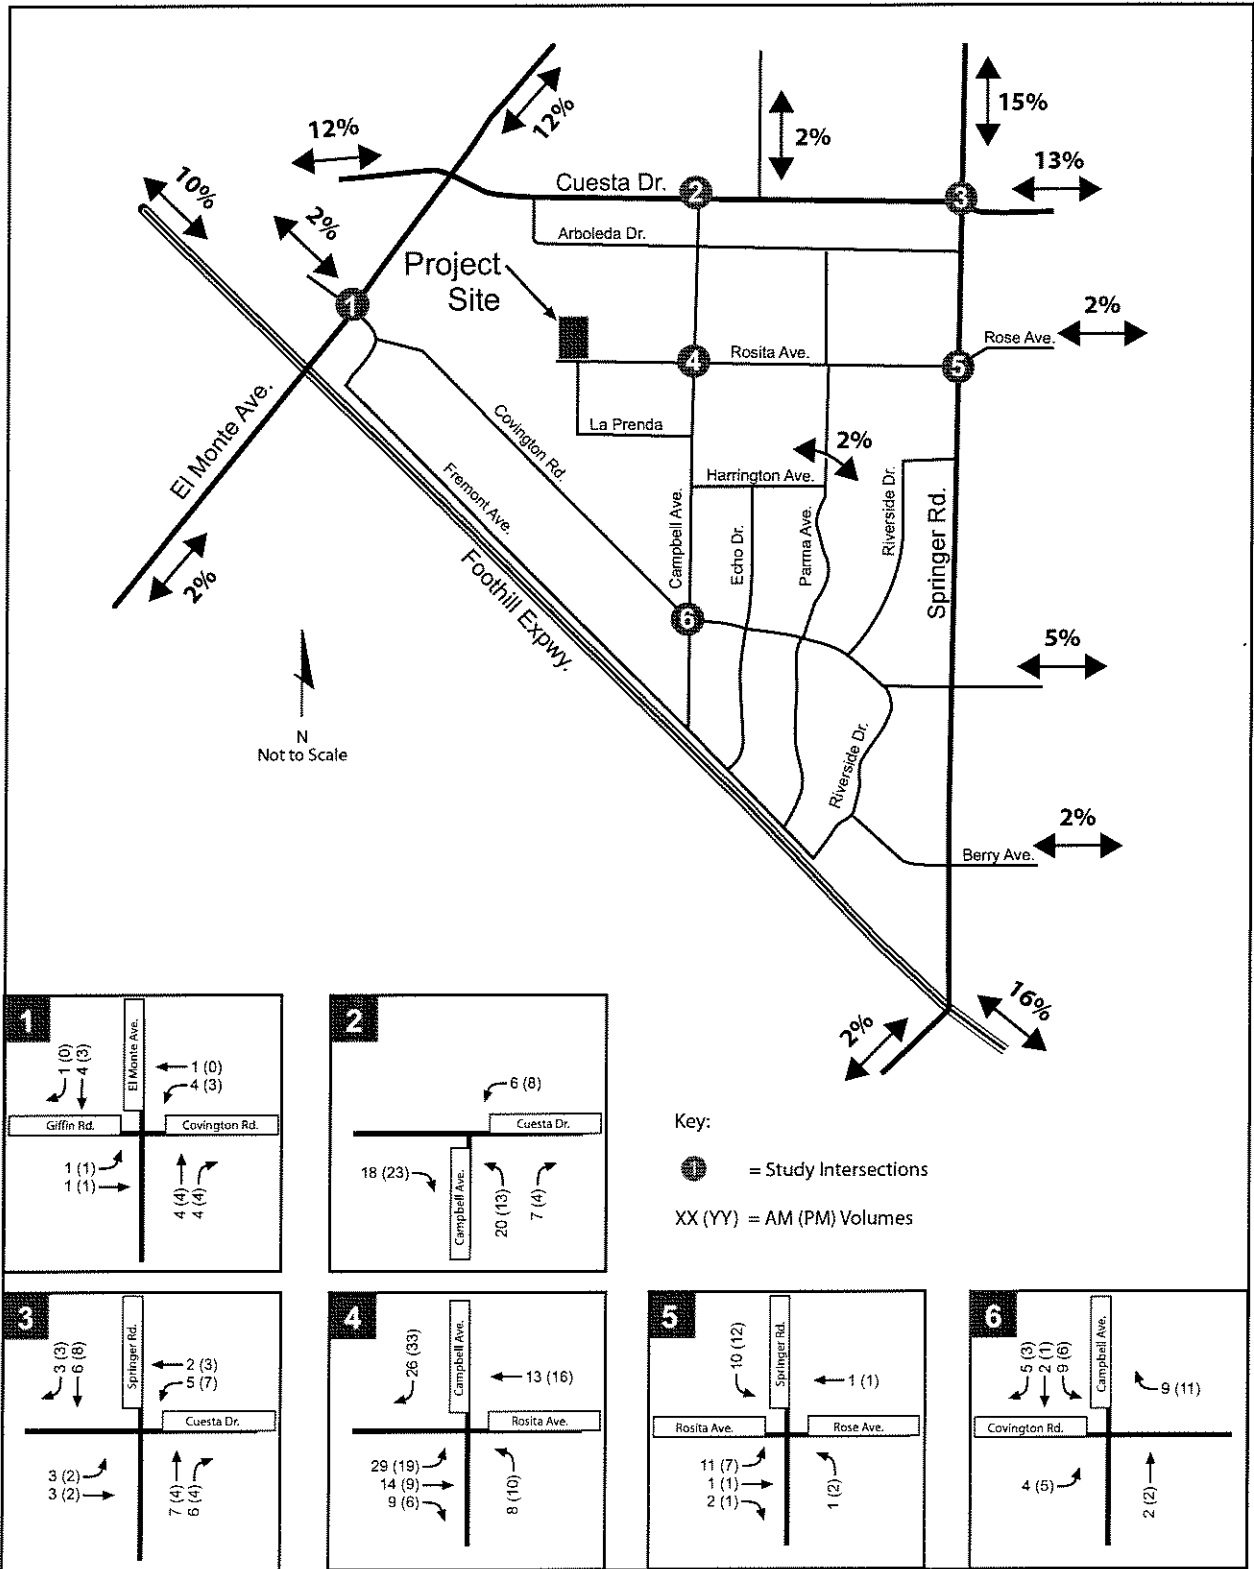 12%
12%
2%
15%
13%
10%
2%
Cuesta Dr.
2
3
Arboleda Dr.
Project
Site
1
2%
Rose Ave.
4
Rosita Ave.
5
El Monte Ave.
Covington Rd.
La Prenda
2%
Harrington Ave.
Fremont Ave.
Campbell Ave.
Echo Dr.
Parma Ave.
Riverside Dr.
Springer Rd.
Foothill Expwy.
2%
6
5%
N
Not to Scale
Riverside Dr.
2%
Berry Ave.
16%
2%
1
El Monte Ave.
1 (0)
4 (3)
1 (0)
4 (3)
Giffin Rd.
Covington Rd.
1 (1)
1 (1)
4 (4)
4 (4)
2
6 (8)
Cuesta Dr.
18 (23)
Campbell Ave.
20 (13)
7 (4)
Key:
1 = Study Intersections
XX (YY) = AM (PM) Volumes
3
3 (3)
6 (8)
Springer Rd.
2 (3)
5 (7)
Cuesta Dr.
3 (2)
3 (2)
7 (4)
6 (4)
4
26 (33)
Campbell Ave.
13 (16)
Rosita Ave.
29 (19)
14 (9)
9 (6)
8 (10)
5
10 (12)
Springer Rd.
1 (1)
Rosita Ave.
Rose Ave.
11 (7)
1 (1)
2 (1)
1 (2)
6
5 (3)
2 (1)
9 (6)
Campbell Ave.
9 (11)
Covington Rd.
4 (5)
2 (2)